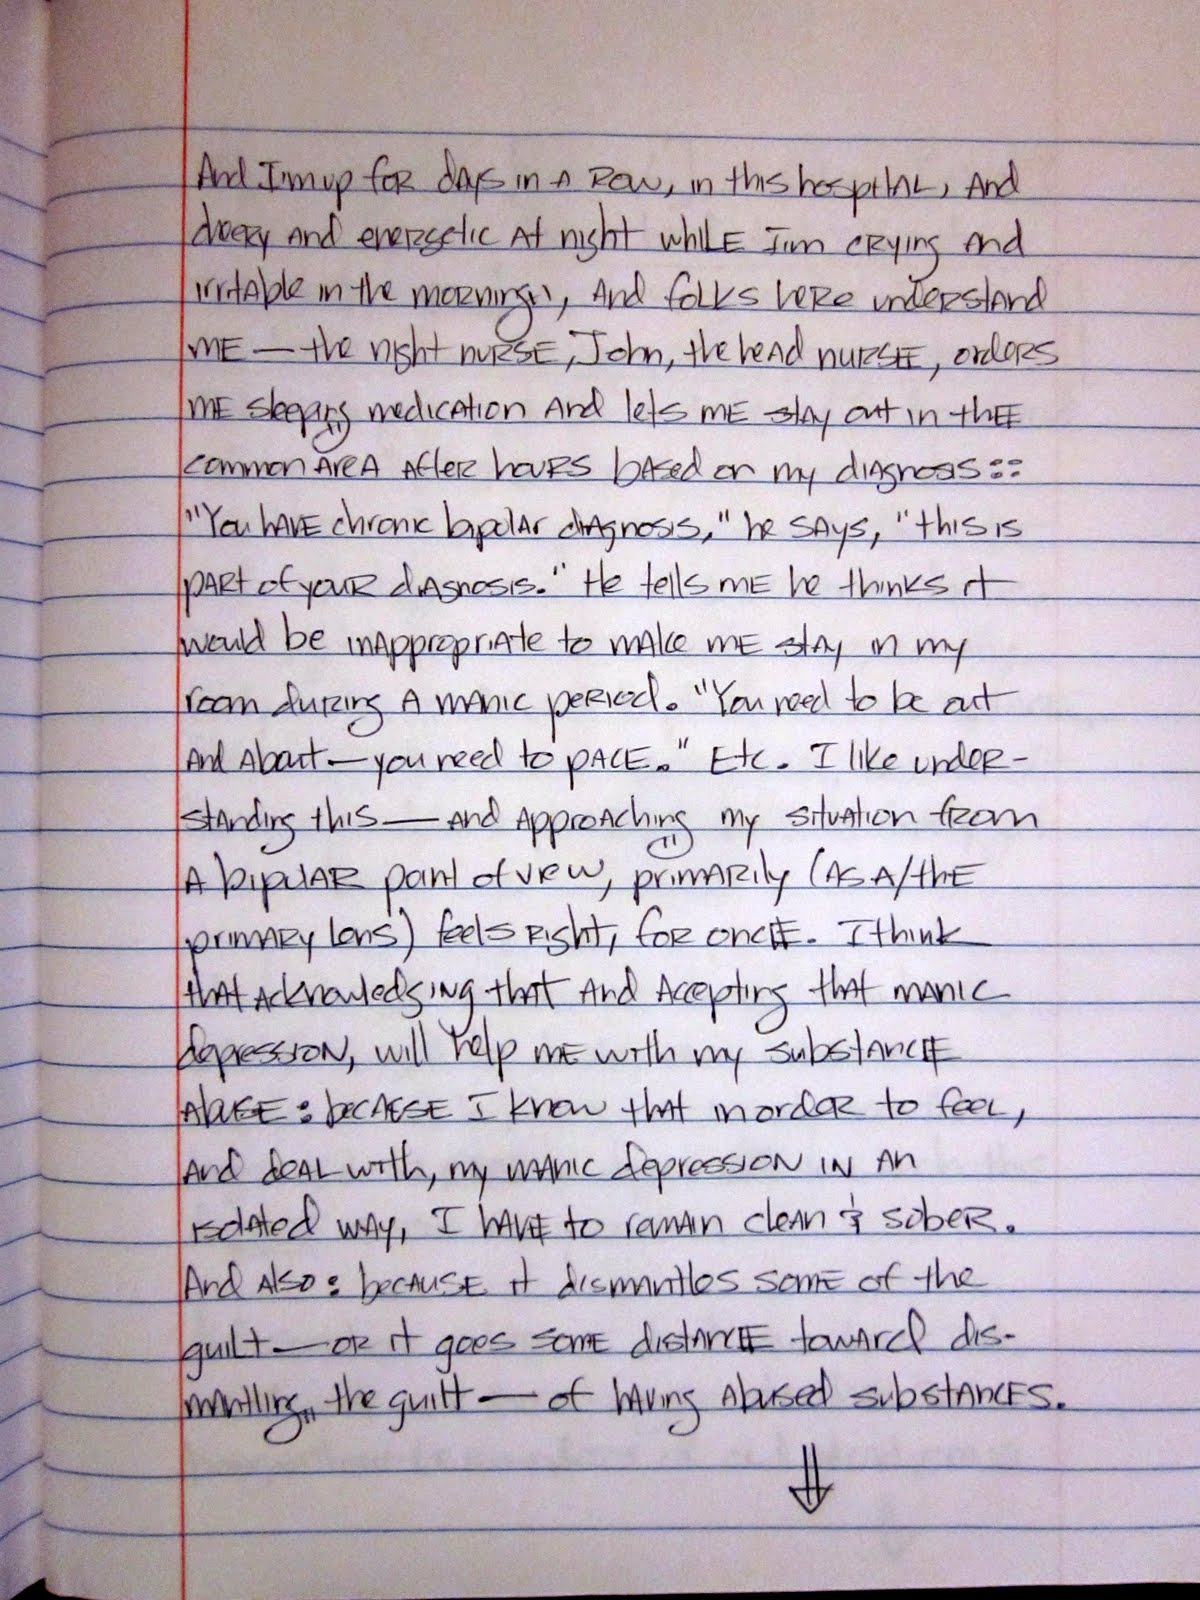 And I'm up for days in a row, in this hospital, and
cheery and energetic at night while I'm crying and
irritable in the morning, and folks here understand
me — the night nurse, John, the head nurse, orders
me sleeping medication and lets me stay out in the
common area after hours based on my diagnosis::
"You have chronic bipolar diagnosis," he says, "this is
part of your diagnosis." He tells me he thinks it
would be inappropriate to make me stay in my
room during a manic period. "You need to be out
and about — you need to pace." Etc. I like under-
standing this — and approaching my situation from
a bipolar point of view, primarily (as a/the
primary lens) feels right, for once. I think
that acknowledging that and accepting that manic
depression, will help me with my substance
abuse: becaese I know that in order to feel,
and deal with, my manic depression in an
isolated way, I have to remain clean & sober.
And also: because it dismantles some of the
guilt — or it goes some distance toward dis-
mantling the guilt — of having abused substances.
⇓